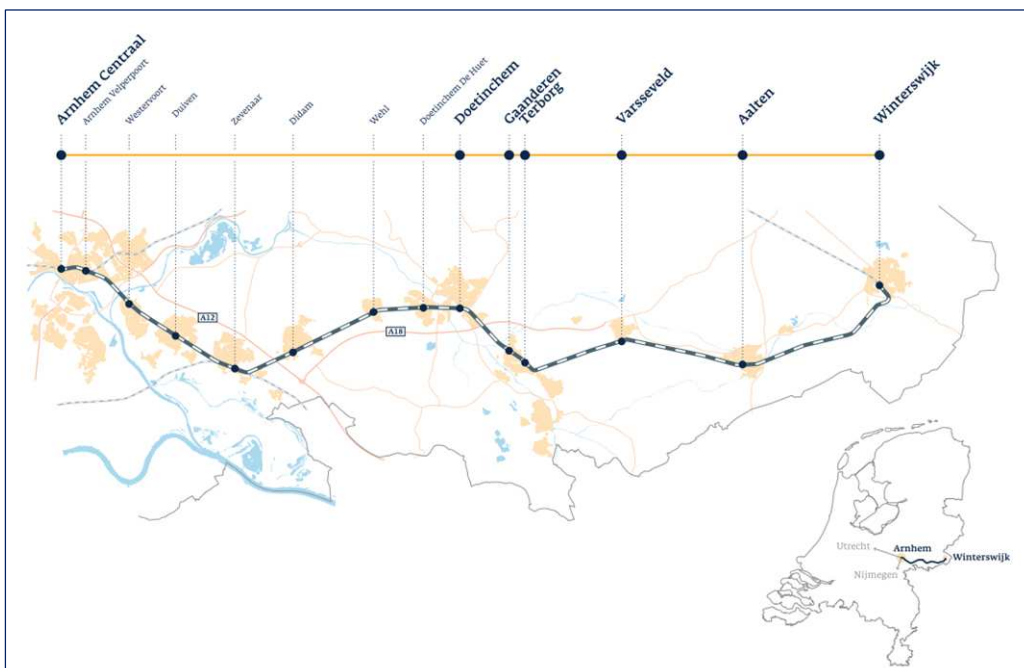 Arnhem Centraal
Arnhem Velperpoort
Westervoort
Duiven
Zevenaar
Didam
Wehl
Doetinchem De Huet
Doetinchem
Gaanderen
Terborg
Varsseveld
Aalten
Winterswijk
A12
A18
Utrecht
Arnhem
Winterswijk
Nijmegen